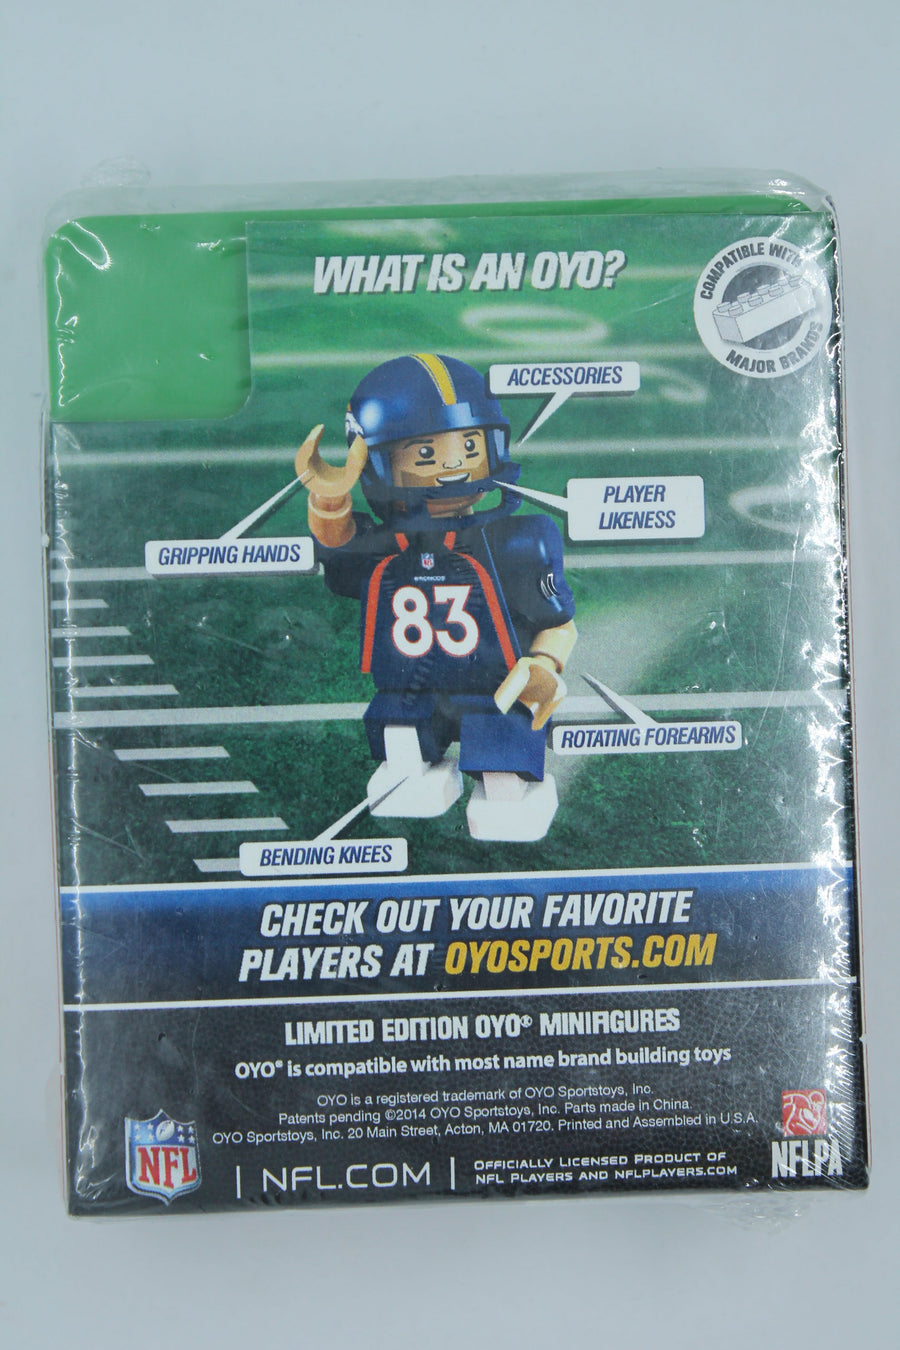 WHAT IS AN OYO?
COMPATIBLE WITH
MAJOR BRANDS
ACCESSORIES
PLAYER
LIKENESS
GRIPPING HANDS
BRONCOS
83
ROTATING FOREARMS
BENDING KNEES
CHECK OUT YOUR FAVORITE
PLAYERS AT OYOSPORTS.COM
LIMITED EDITION OYO® MINIFIGURES
OYO® is compatible with most name brand building toys
OYO is a registered trademark of OYO Sportstoys, Inc.
Patents pending ©2014 OYO Sportstoys, Inc. Parts made in China.
OYO Sportstoys, Inc. 20 Main Street, Acton, MA 01720. Printed and Assembled in U.S.A.
NFL
| NFL.COM |
OFFICIALLY LICENSED PRODUCT OF
NFL PLAYERS AND NFLPLAYERS.COM
NFLPA